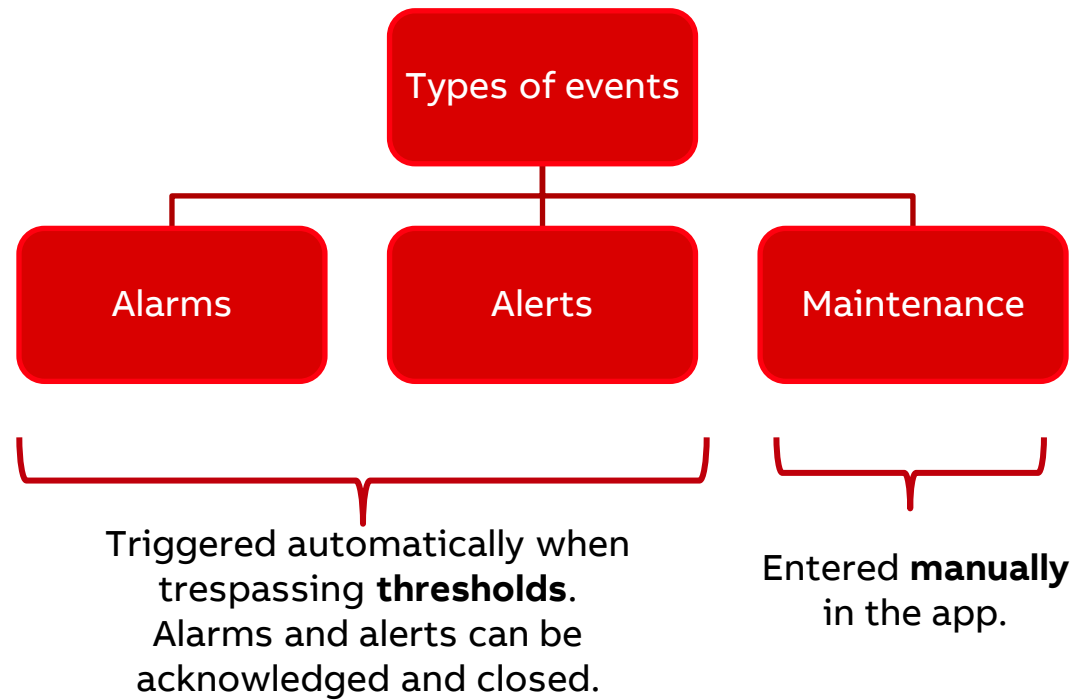 Types of events
Alarms
Alerts
Maintenance
Triggered automatically when
trespassing thresholds.
Alarms and alerts can be
acknowledged and closed.
Entered manually
in the app.